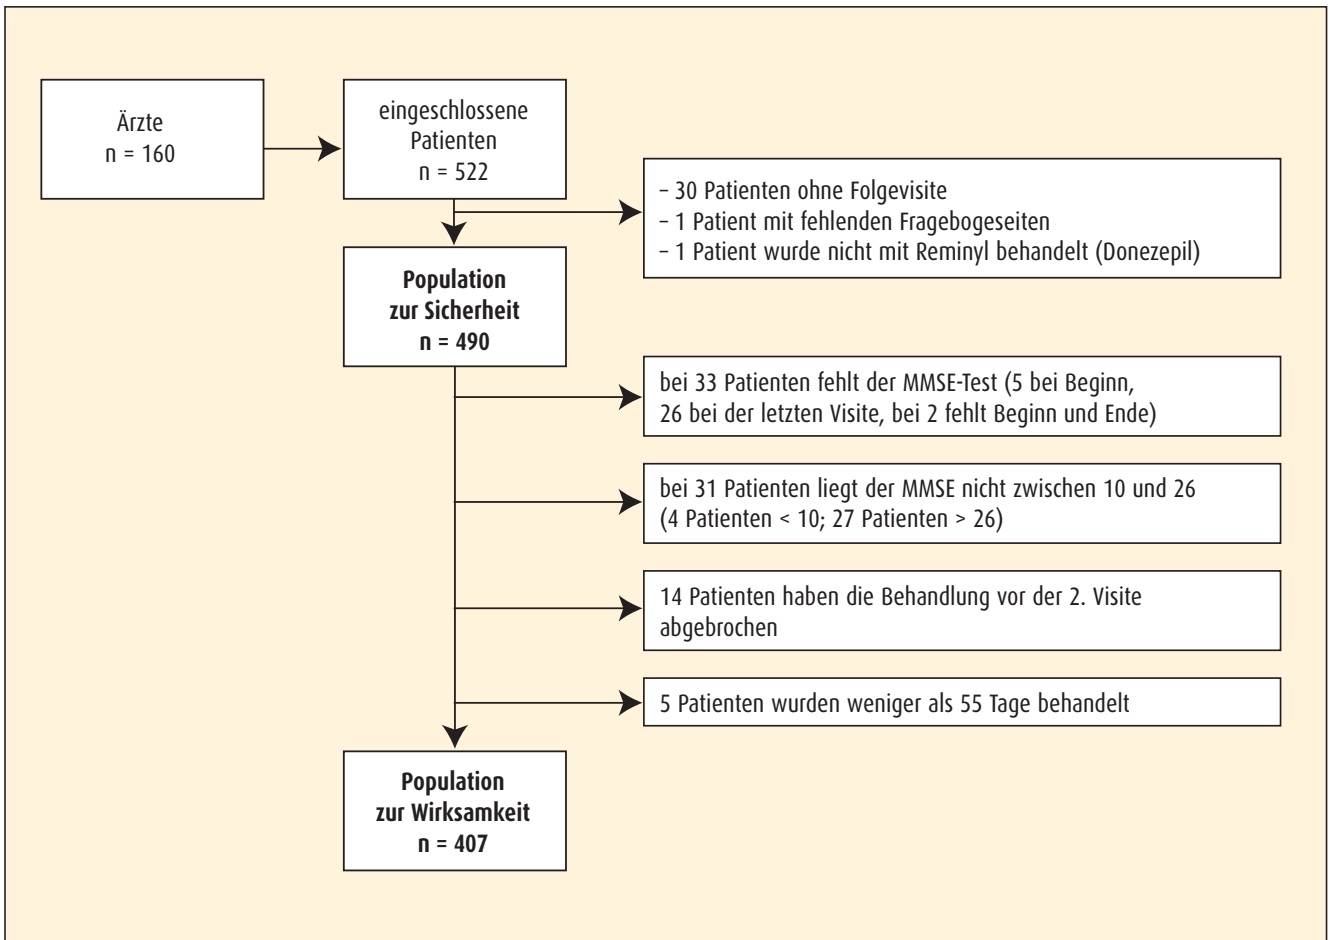 Ärzte
n = 160
eingeschlossene
Patienten
n = 522
– 30 Patienten ohne Folgevisite
– 1 Patient mit fehlenden Fragebogeseiten
– 1 Patient wurde nicht mit Reminyl behandelt (Donezepil)
Population
zur Sicherheit
n = 490
bei 33 Patienten fehlt der MMSE-Test (5 bei Beginn,
26 bei der letzten Visite, bei 2 fehlt Beginn und Ende)
bei 31 Patienten liegt der MMSE nicht zwischen 10 und 26
(4 Patienten < 10; 27 Patienten > 26)
14 Patienten haben die Behandlung vor der 2. Visite
abgebrochen
5 Patienten wurden weniger als 55 Tage behandelt
Population
zur Wirksamkeit
n = 407